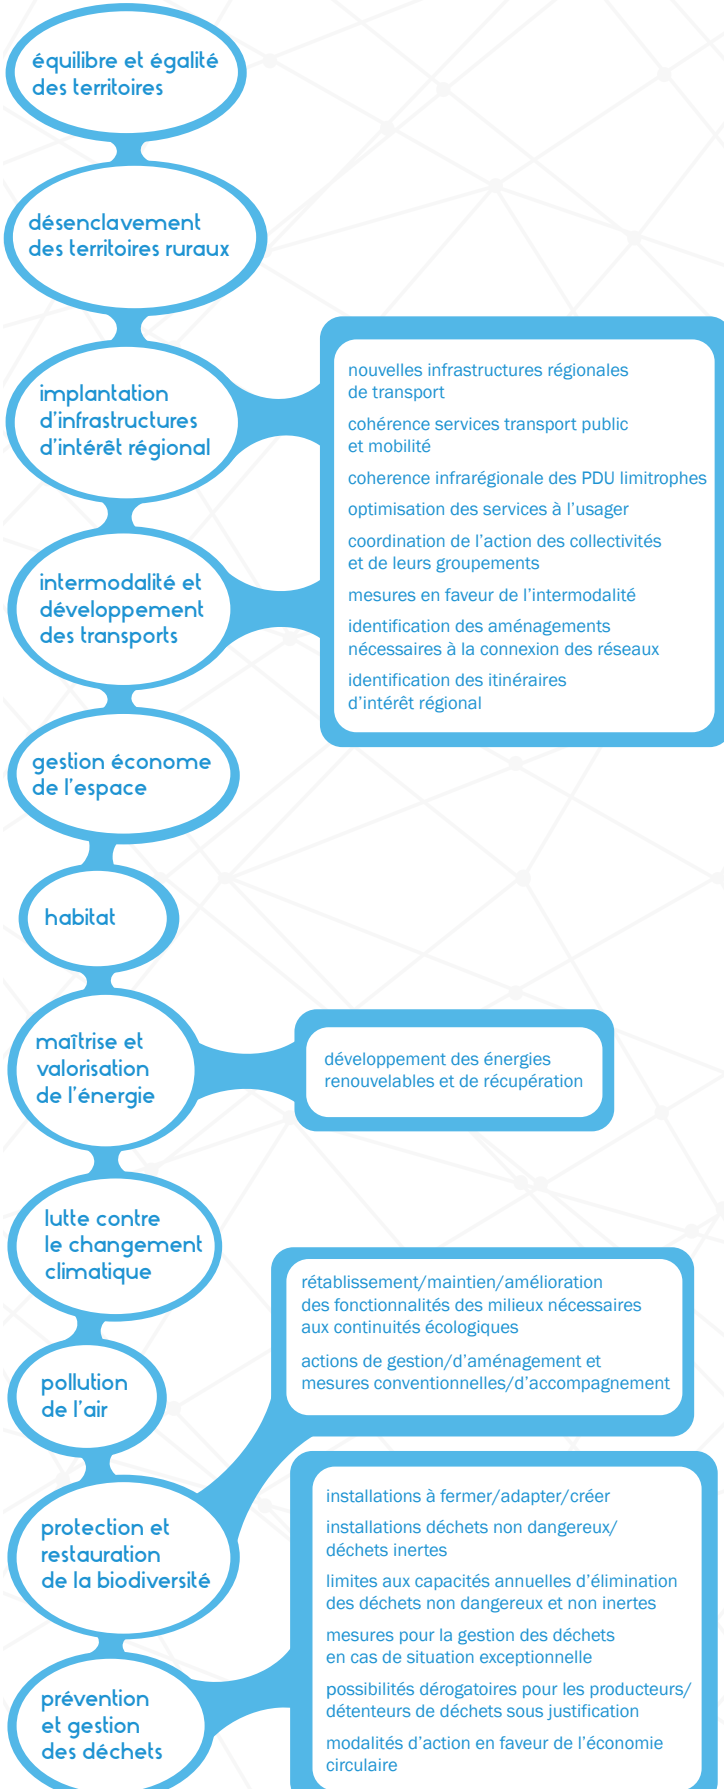 équilibre et égalité
des territoires
désenclavement
des territoires ruraux
implantation
d'infrastructures
d'intérêt régional
nouvelles infrastructures régionales
de transport
cohérence services transport public
et mobilité
coherence infrarégionale des PDU limitrophes
optimisation des services à l'usager
coordination de l'action des collectivités
et de leurs groupements
mesures en faveur de l'intermodalité
identification des aménagements
nécessaires à la connexion des réseaux
identification des itinéraires
d'intérêt régional
intermodalité et
développement
des transports
gestion économe
de l'espace
habitat
maîtrise et
valorisation
de l'énergie
développement des énergies
renouvelables et de récupération
lutte contre
le changement
climatique
pollution
de l'air
protection et
restauration
de la biodiversité
rétablissement/maintien/amélioration
des fonctionnalités des milieux nécessaires
aux continuités écologiques
actions de gestion/d'aménagement et
mesures conventionnelles/d'accompagnement
prévention
et gestion
des déchets
installations à fermer/adapter/créer
installations déchets non dangereux/
déchets inertes
limites aux capacités annuelles d'élimination
des déchets non dangereux et non inertes
mesures pour la gestion des déchets
en cas de situation exceptionnelle
possibilités dérogatoires pour les producteurs/
détenteurs de déchets sous justification
modalités d'action en faveur de l'économie
circulaire